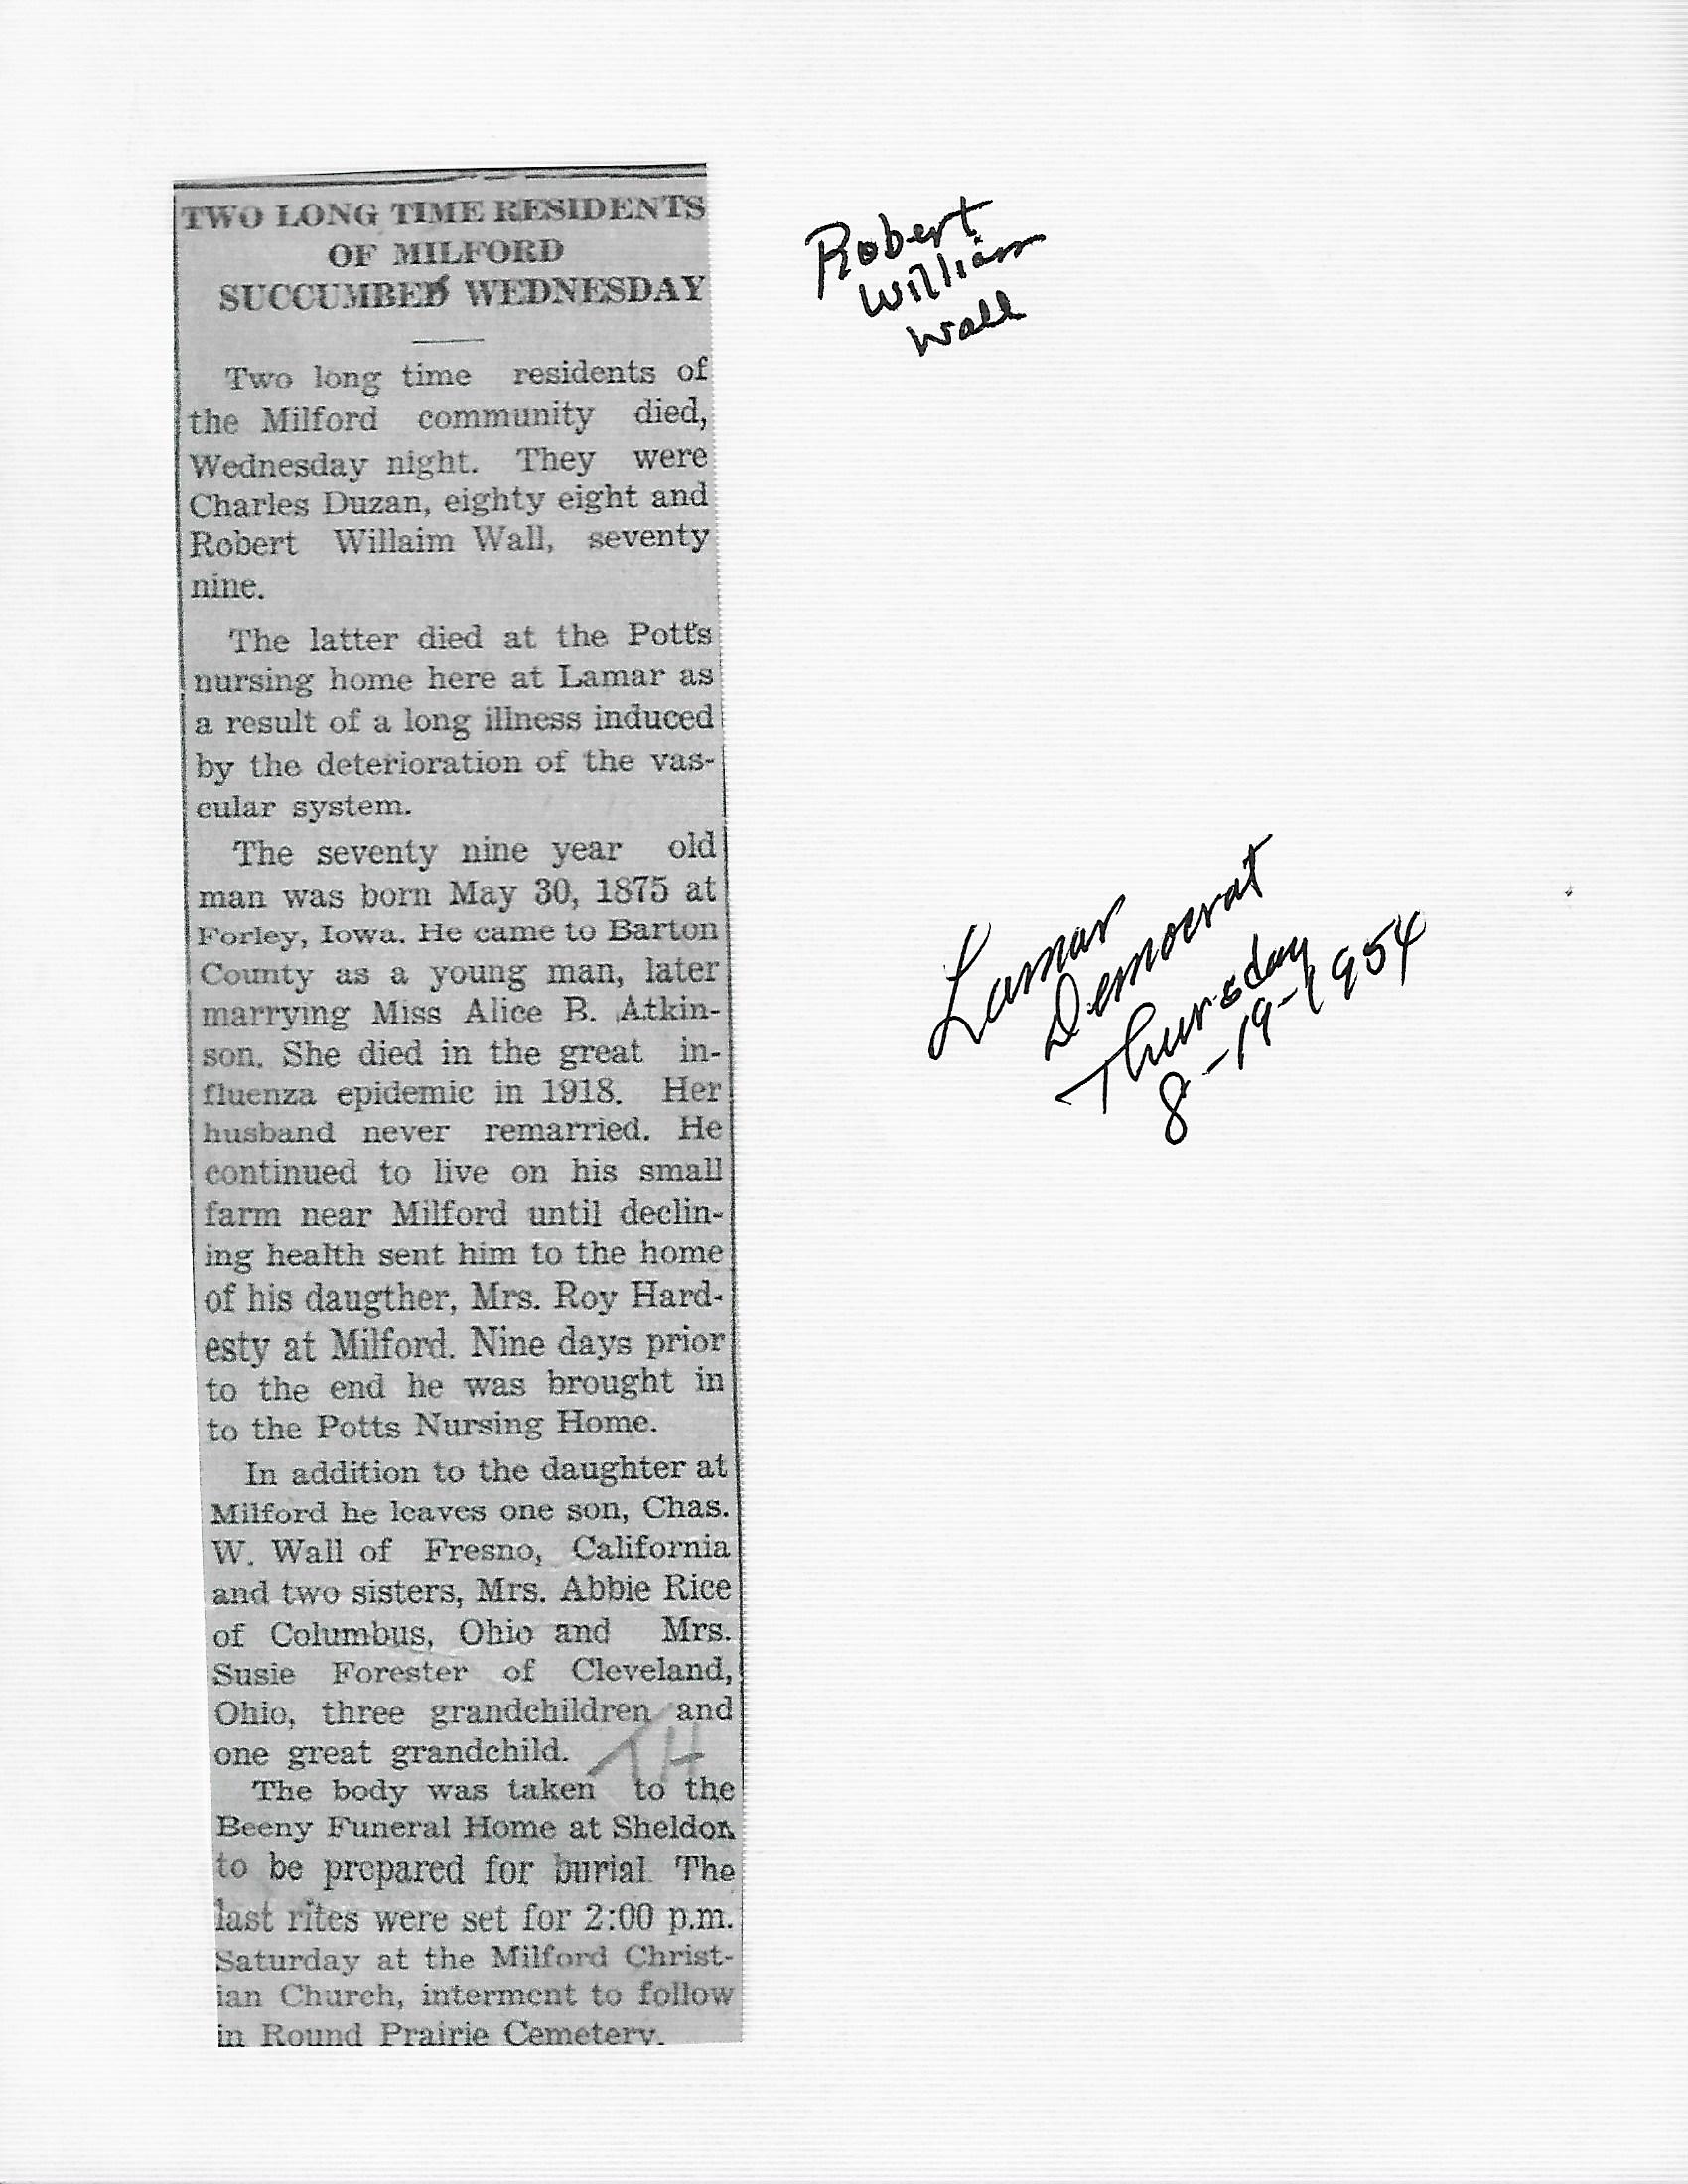 TWO LONG TIME RESIDENTS
OF MILFORD
SUCCUMBED WEDNESDAY
Two long time residents of
the Milford community died,
Wednesday night. They were
Charles Duzan, eighty eight and
Robert Willaim Wall, seventy
nine.
The latter died at the Pott's
nursing home here at Lamar as
a result of a long illness induced
by the deterioration of the vas-
cular system.
The seventy nine year old
man was born May 30, 1875 at
Forley, Iowa. He came to Barton
County as a young man, later
marrying Miss Alice B. Atkin-
son. She died in the great in-
fluenza epidemic in 1918. Her
husband never remarried. He
continued to live on his small
farm near Milford until declin-
ing health sent him to the home
of his daugther, Mrs. Roy Hard-
esty at Milford. Nine days prior
to the end he was brought in
to the Potts Nursing Home.
In addition to the daughter at
Milford he leaves one son, Chas.
W. Wall of Fresno, California
and two sisters, Mrs. Abbie Rice
of Columbus, Ohio and Mrs.
Susie Forester of Cleveland,
Ohio, three grandchildren and
one great grandchild.
TH
The body was taken to the
Beeny Funeral Home at Sheldon
to be prepared for burial. The
last rites were set for 2:00 p.m.
Saturday at the Milford Christ-
ian Church, interment to follow
in Round Prairie Cemetery.
Robert
William
Wall
Lamar
Democrat
Thursday
8-19-1954